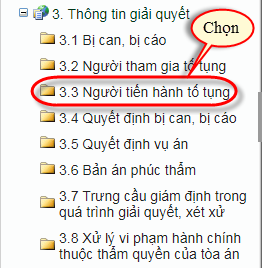 3. Thông tin giải quyết
Chọn
3.1 Bị can, bị cáo
3.2 Người tham gia tố tụng
3.3 Người tiến hành tố tụng
3.4 Quyết định bị can, bị cáo
3.5 Quyết định vụ án
3.6 Bản án phúc thẩm
3.7 Trưng cầu giám định trong
quá trình giải quyết, xét xử
3.8 Xử lý vi phạm hành chính
thuộc thẩm quyền của tòa án